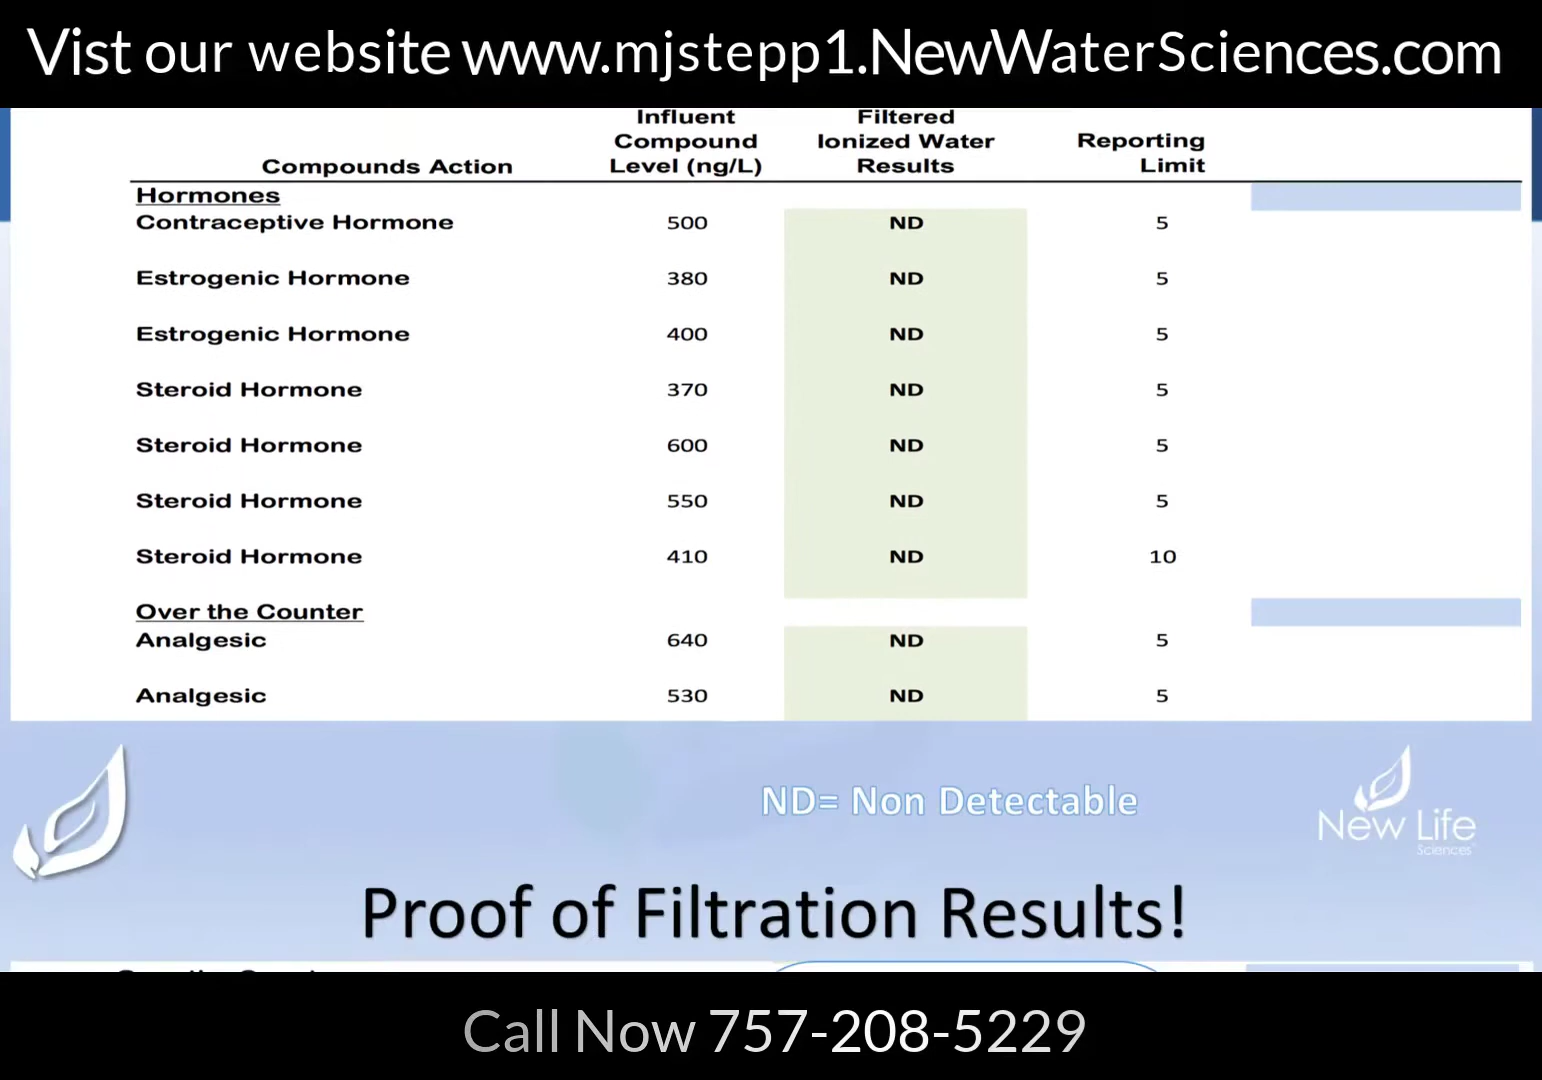 Vist our website www.mjstepp1.NewWaterSciences.com
Compounds Action Influent Compound Level (ng/L) Filtered Ionized Water Results Reporting Limit
Hormones
Contraceptive Hormone 500 ND 5
Estrogenic Hormone 380 ND 5
Estrogenic Hormone 400 ND 5
Steroid Hormone 370 ND 5
Steroid Hormone 600 ND 5
Steroid Hormone 550 ND 5
Steroid Hormone 410 ND 10
Over the Counter
Analgesic 640 ND 5
Analgesic 530 ND 5
ND= Non Detectable
New Life
Sciences
Proof of Filtration Results!
Call Now 757-208-5229